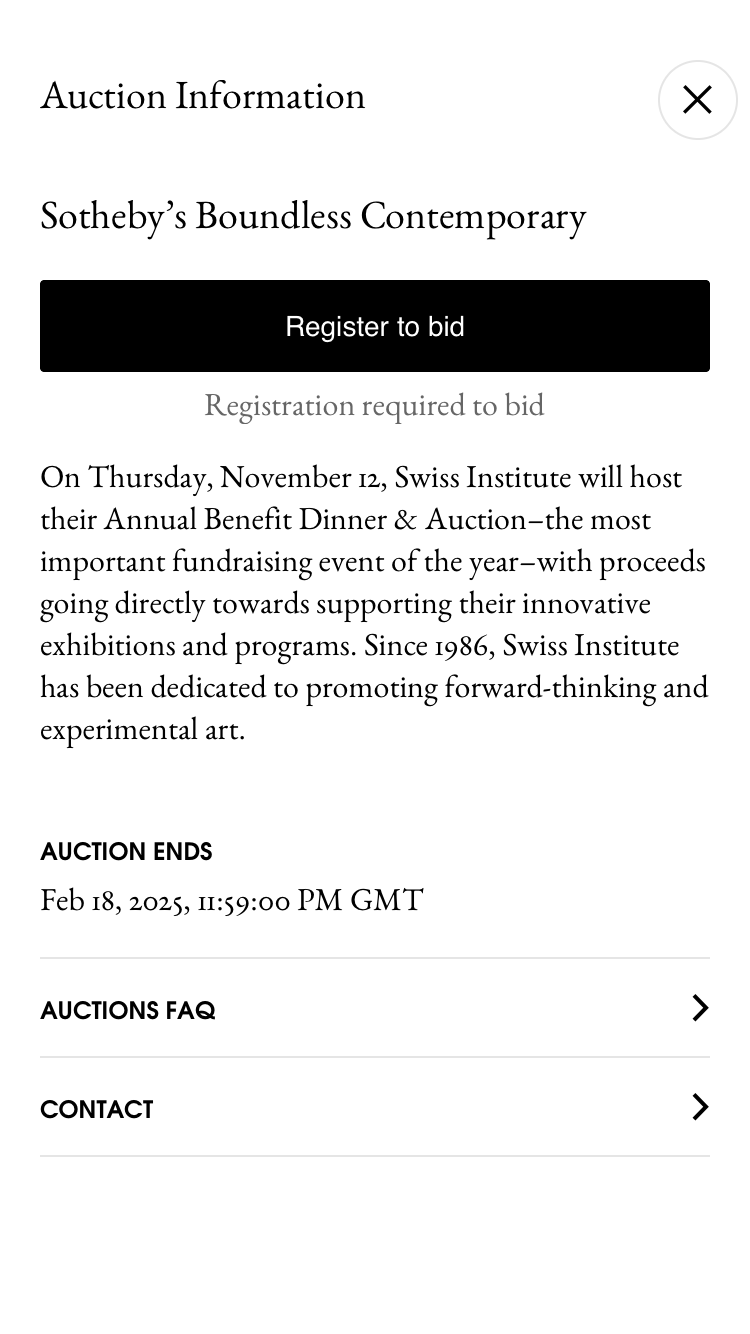 Auction Information
Sotheby’s Boundless Contemporary
Register to bid
Registration required to bid
On Thursday, November 12, Swiss Institute will host
their Annual Benefit Dinner & Auction–the most
important fundraising event of the year–with proceeds
going directly towards supporting their innovative
exhibitions and programs. Since 1986, Swiss Institute
has been dedicated to promoting forward-thinking and
experimental art.
AUCTION ENDS
Feb 18, 2025, 11:59:00 PM GMT
AUCTIONS FAQ
CONTACT